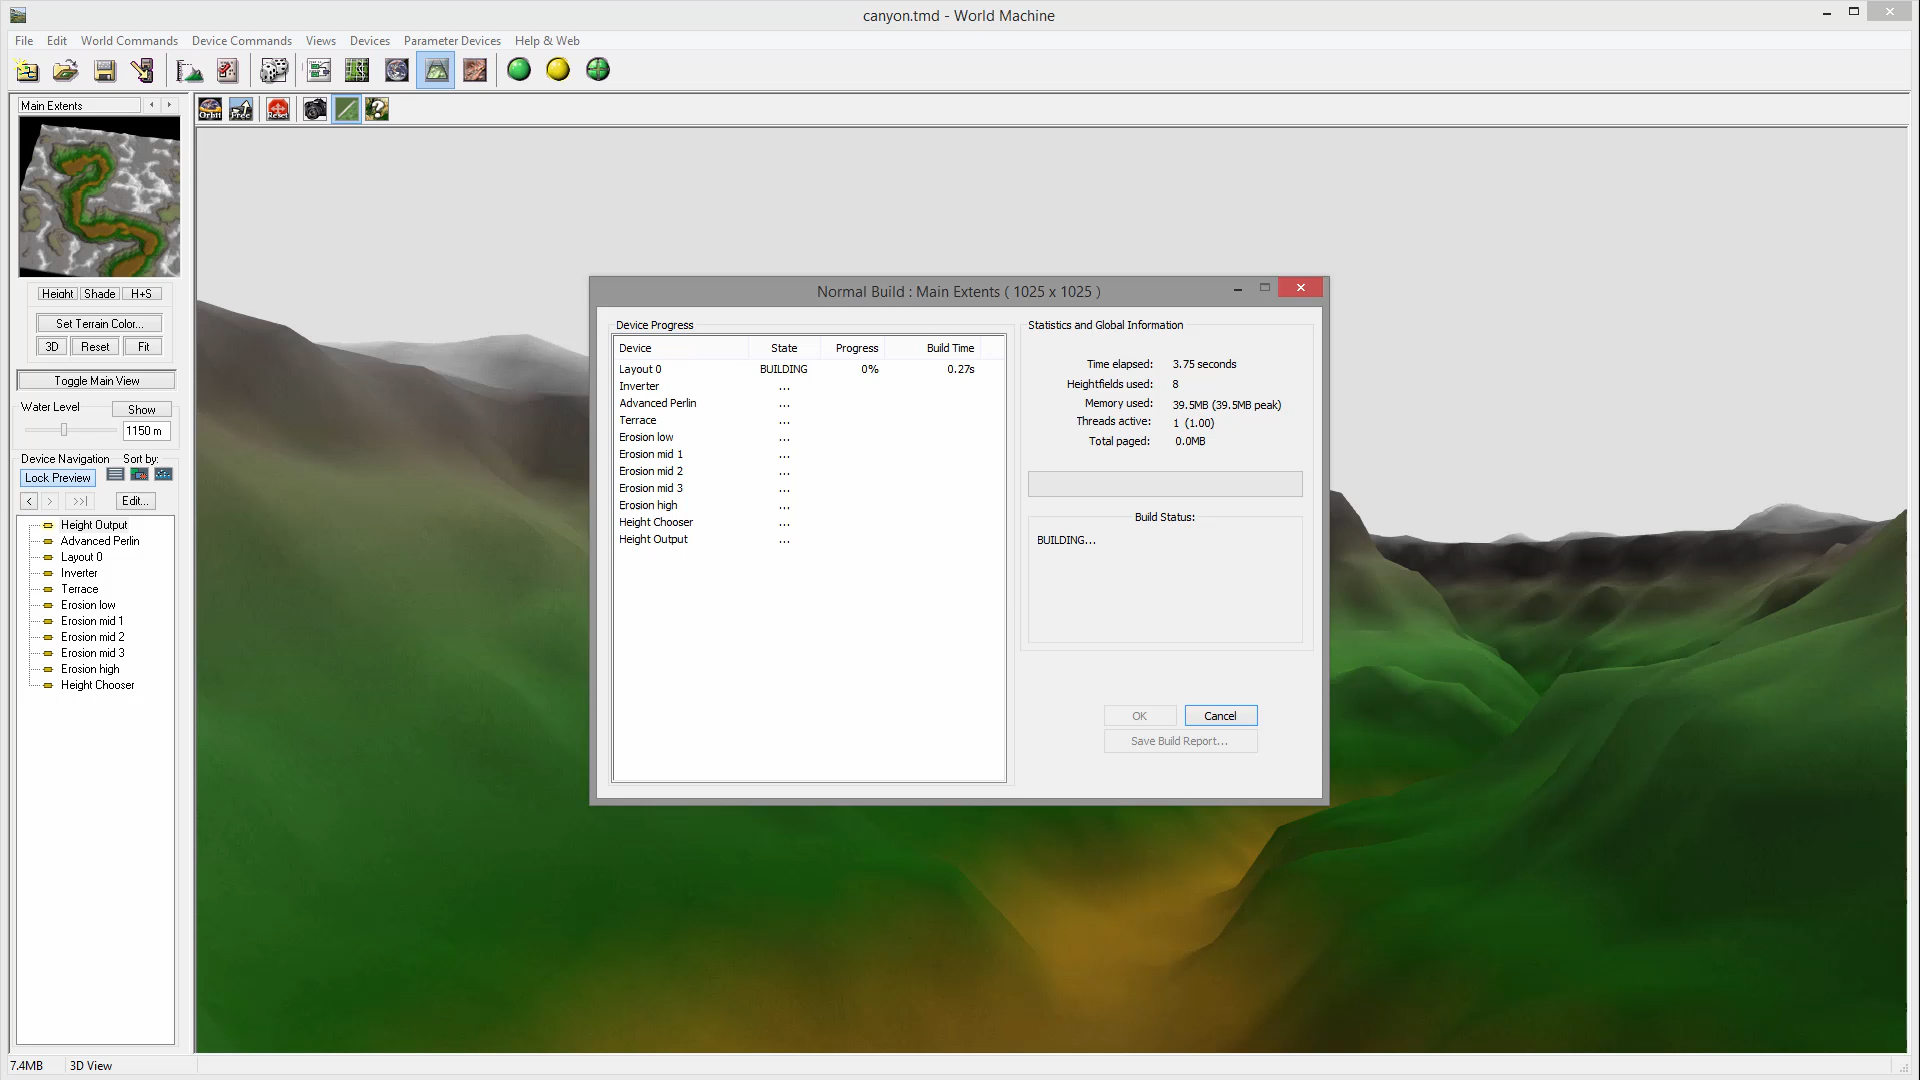 canyon.tmd - World Machine
File Edit World Commands Device Commands Views Devices Parameter Devices Help & Web
Main Extents
Orbit Free Reset
Height Shade H+S
Set Terrain Color...
3D Reset Fit
Toggle Main View
Water Level Show
1150 m
Device Navigation Sort by:
Lock Preview
< > >>| Edit...
Height Output
Advanced Perlin
Layout 0
Inverter
Terrace
Erosion low
Erosion mid 1
Erosion mid 2
Erosion mid 3
Erosion high
Height Chooser
Normal Build : Main Extents ( 1025 x 1025 )
Device Progress
Device State Progress Build Time
Layout 0 BUILDING 0% 0.27s
Inverter ...
Advanced Perlin ...
Terrace ...
Erosion low ...
Erosion mid 1 ...
Erosion mid 2 ...
Erosion mid 3 ...
Erosion high ...
Height Chooser ...
Height Output ...
Statistics and Global Information
Time elapsed: 3.75 seconds
Heightfields used: 8
Memory used: 39.5MB (39.5MB peak)
Threads active: 1 (1.00)
Total paged: 0.0MB
Build Status:
BUILDING...
OK Cancel
Save Build Report...
7.4MB 3D View